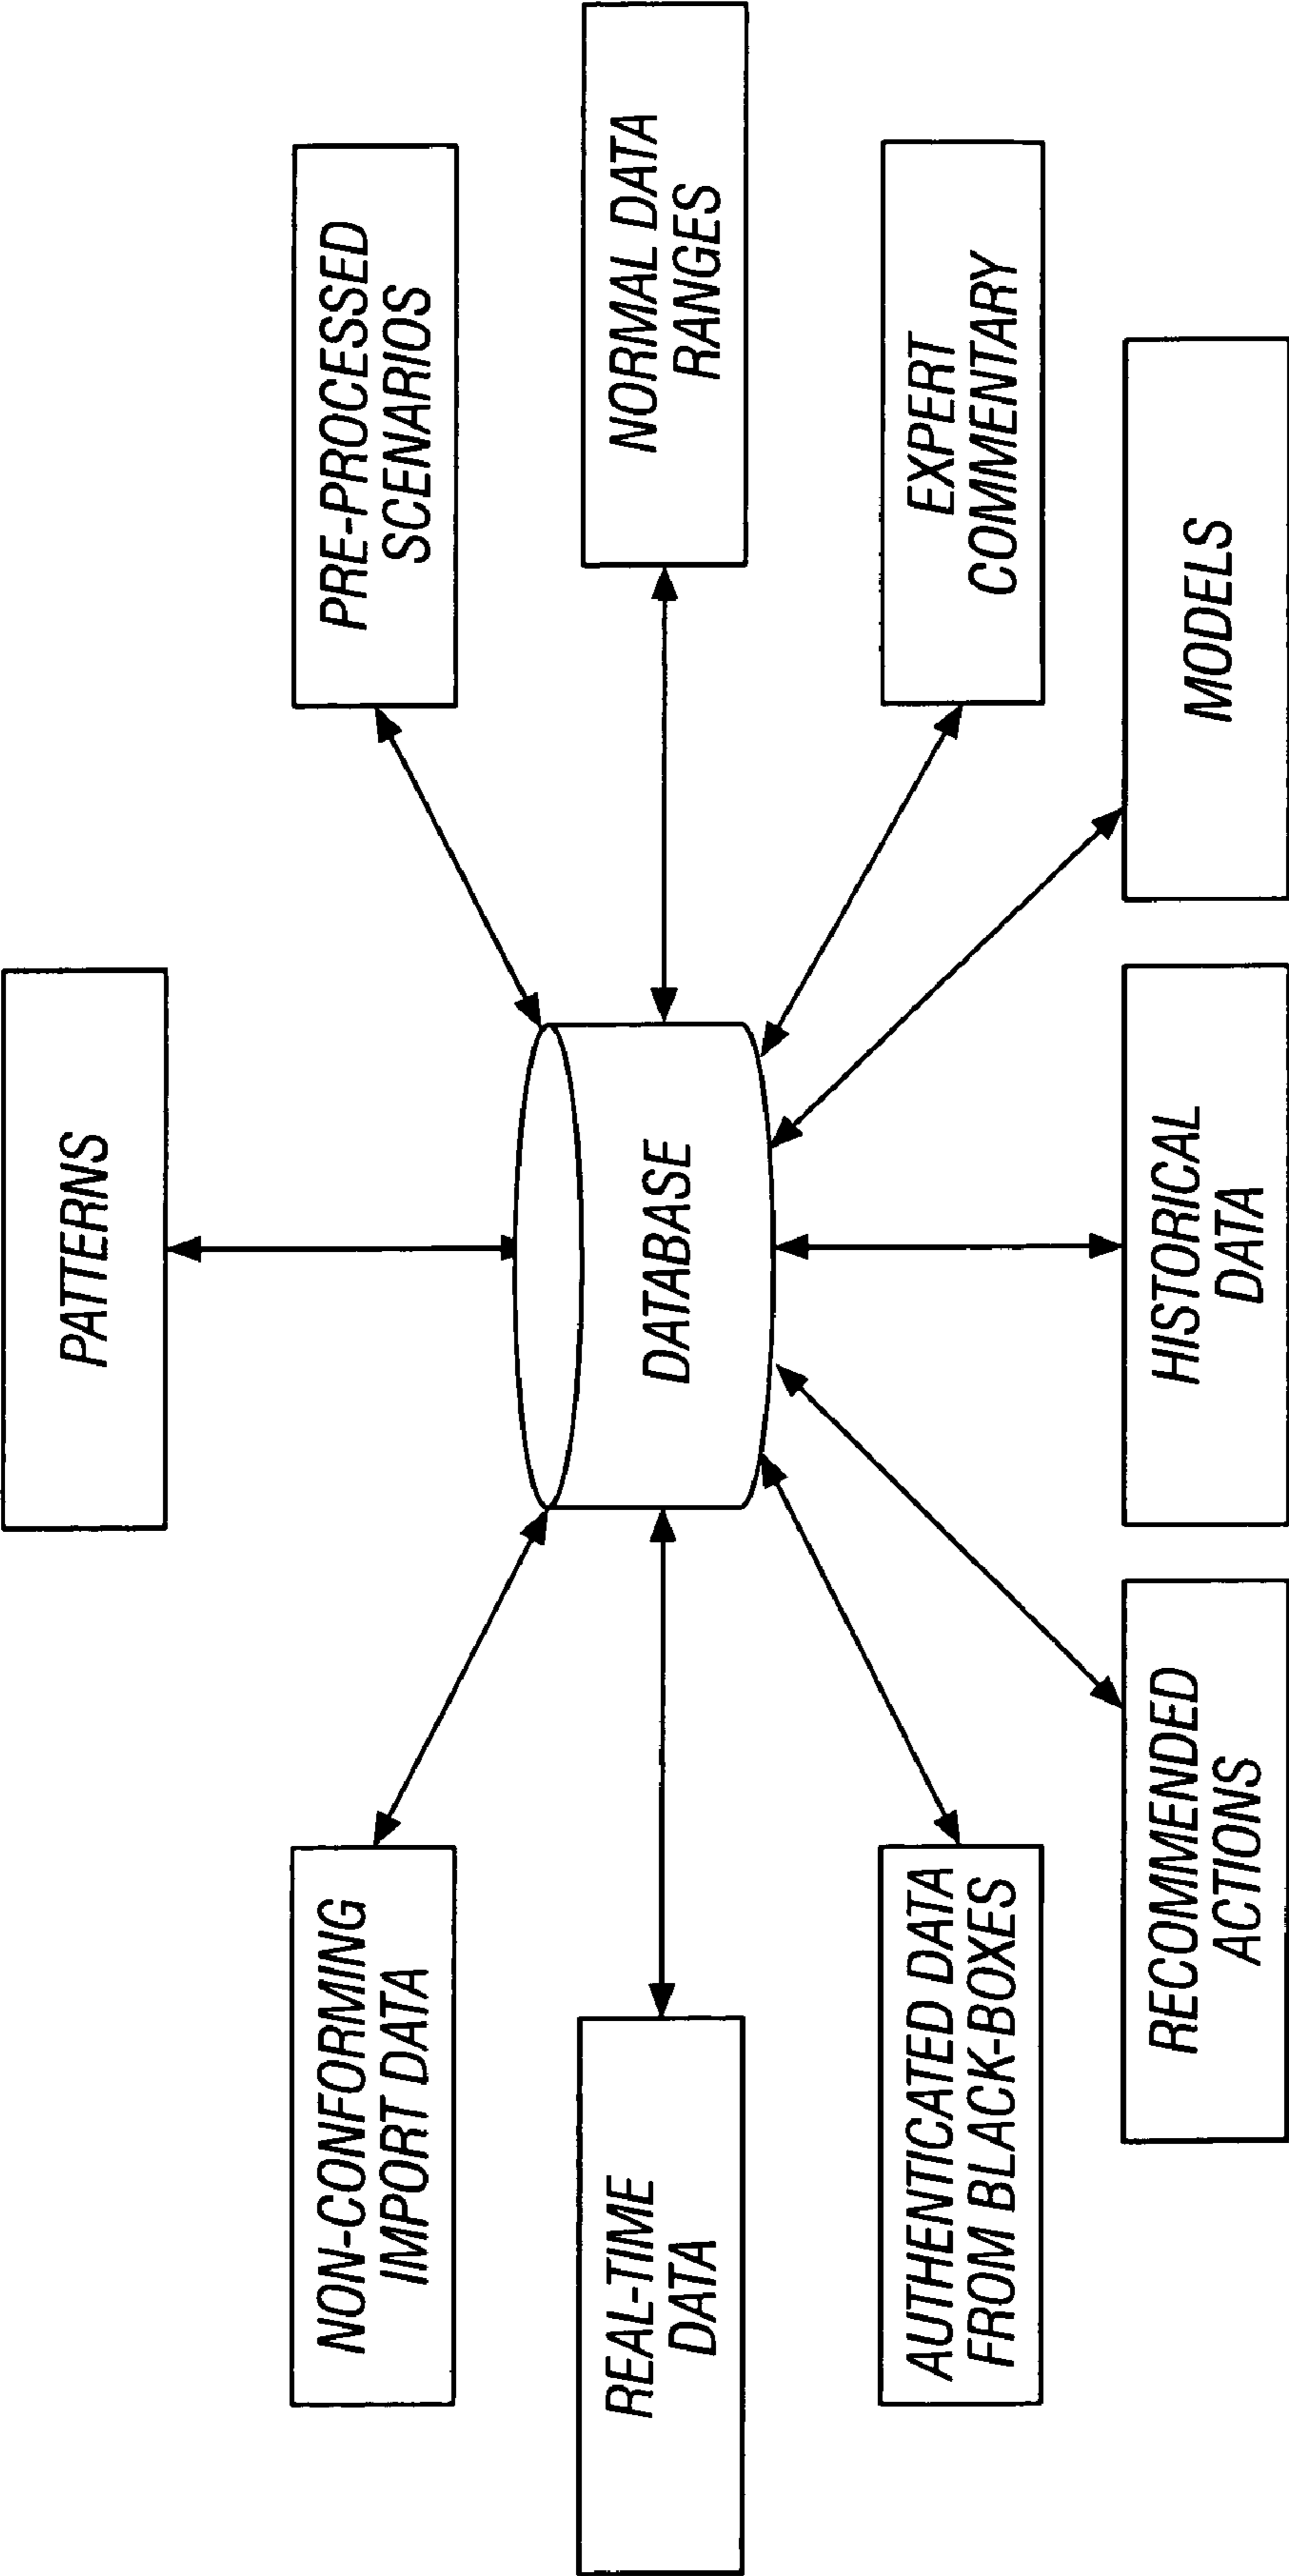 PATTERNS
NON-CONFORMING
IMPORT DATA
PRE-PROCESSED
SCENARIOS
REAL-TIME
DATA
DATABASE
NORMAL DATA
RANGES
AUTHENTICATED DATA
FROM BLACK-BOXES
EXPERT
COMMENTARY
RECOMMENDED
ACTIONS
HISTORICAL
DATA
MODELS